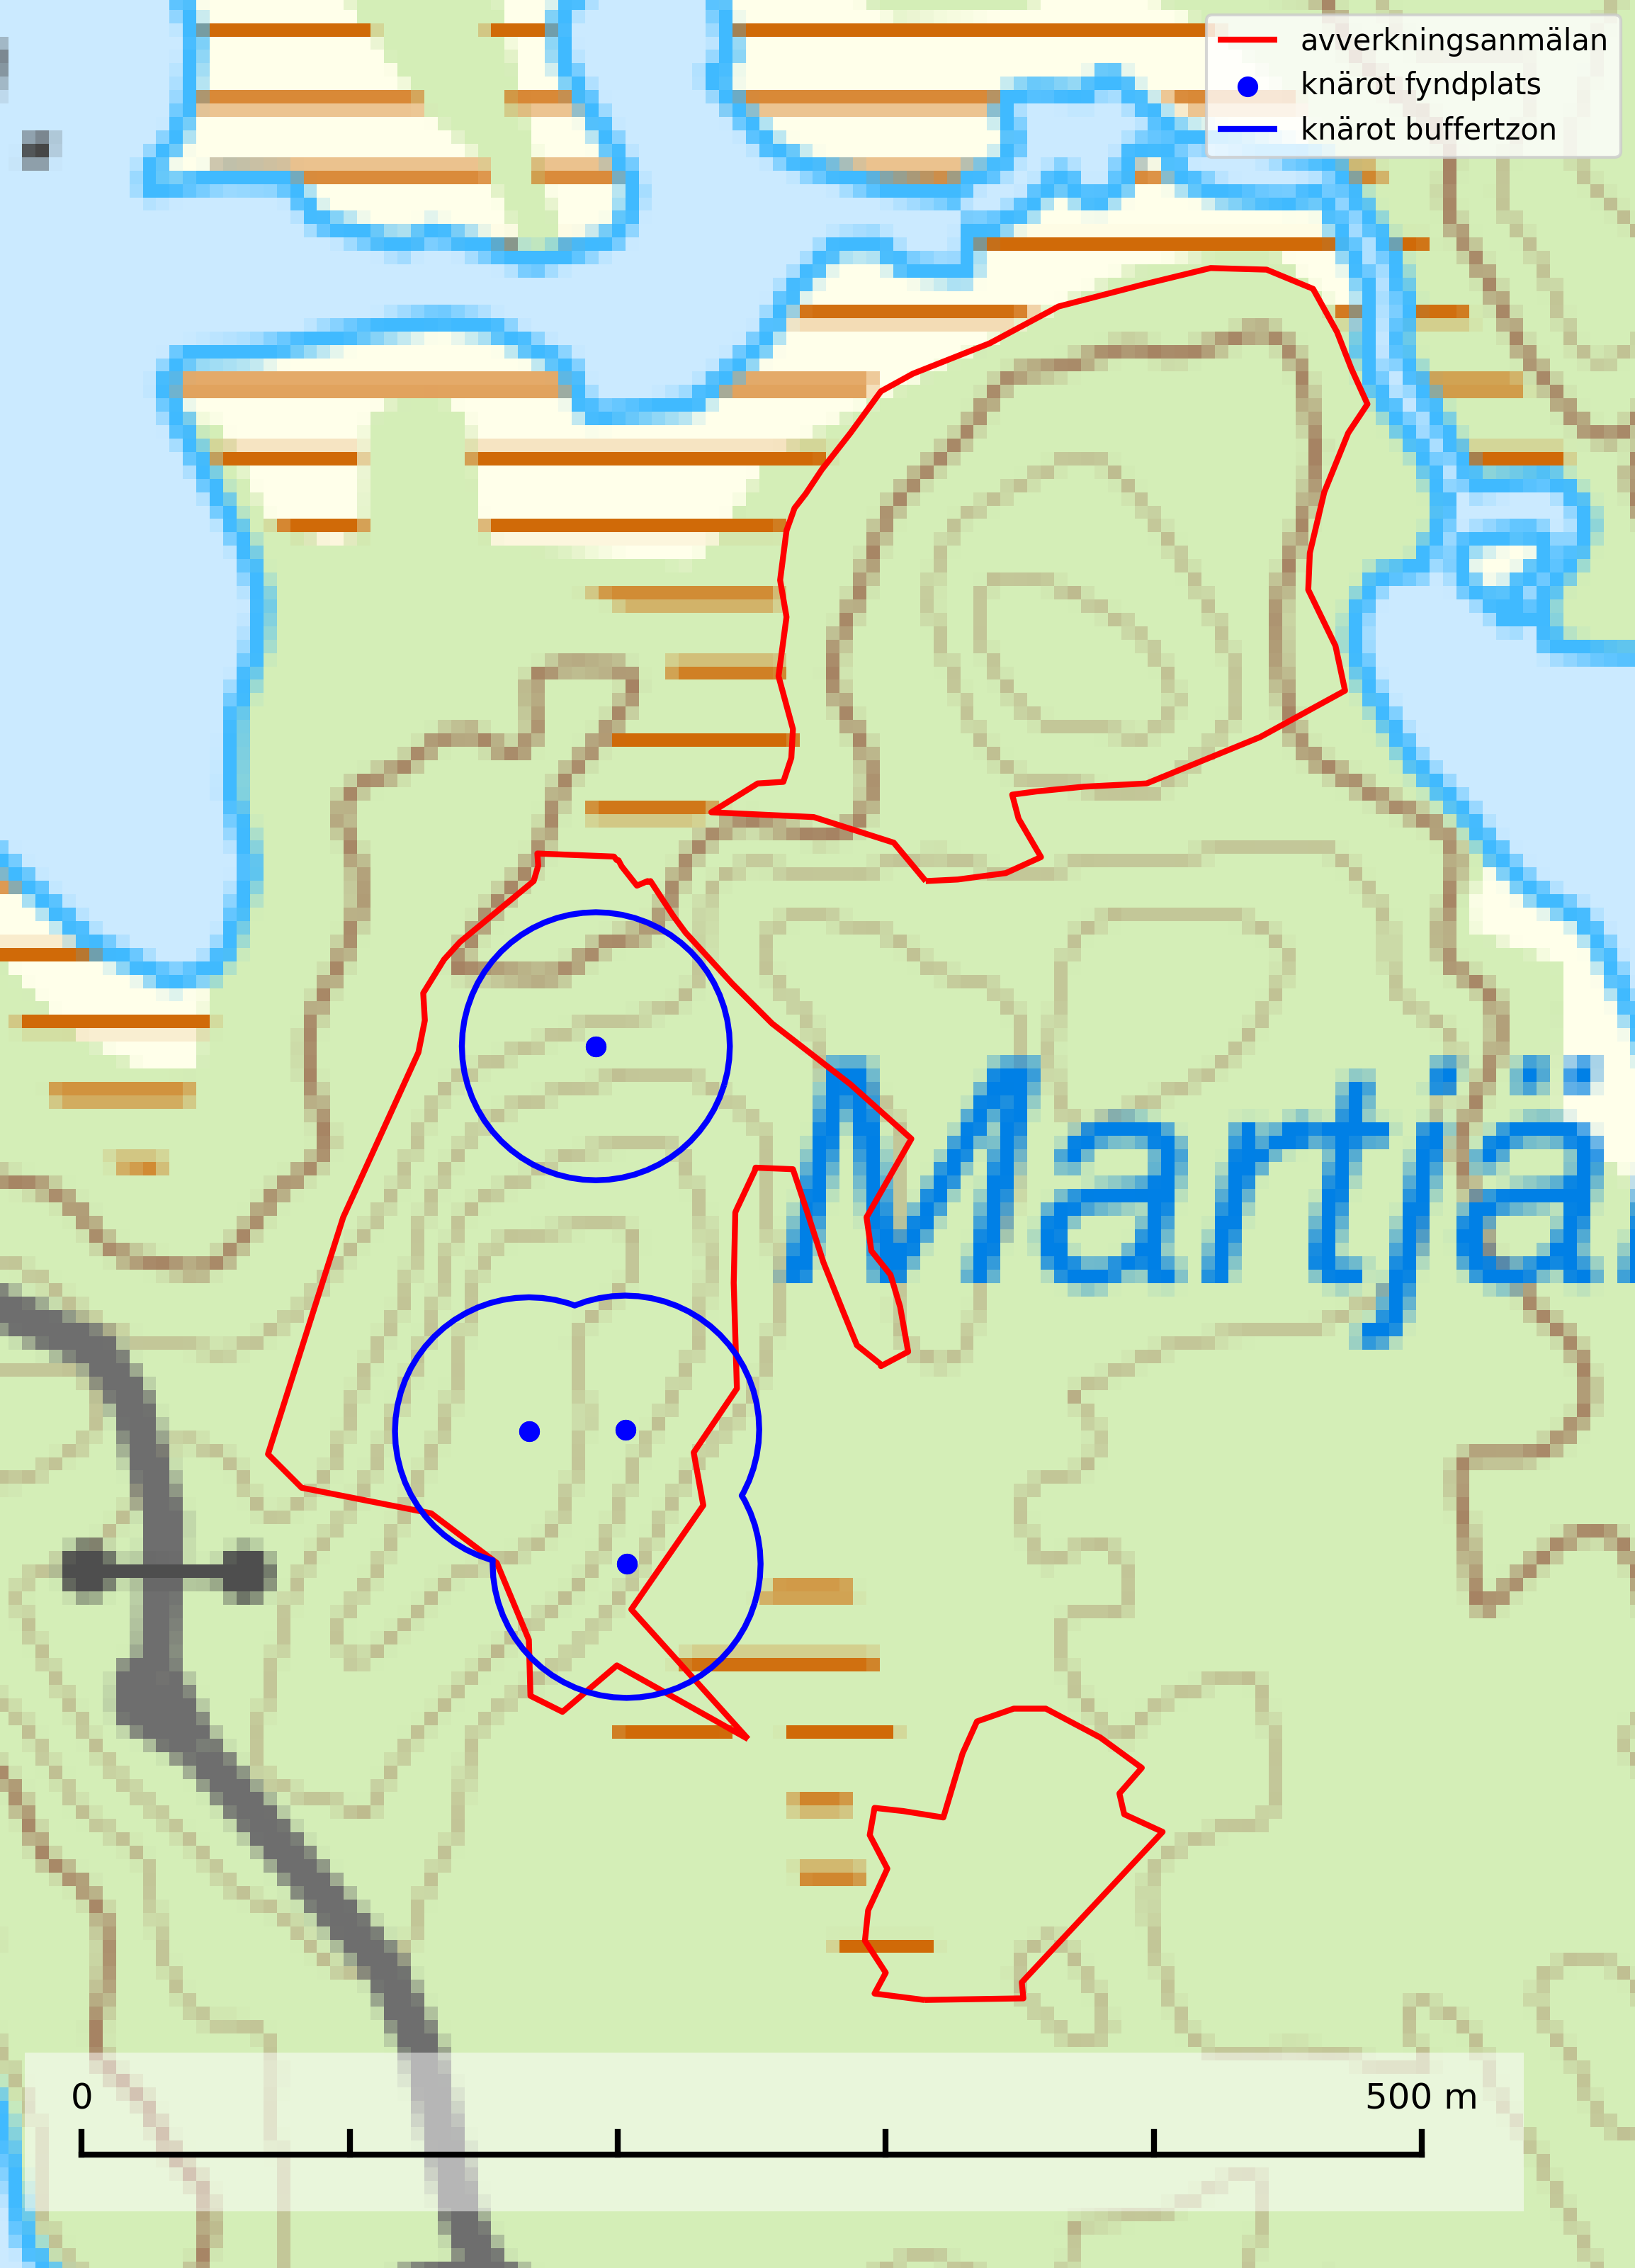 avverkningsanmälan
knärot fyndplats
knärot buffertzon
Martjä
0 500 m